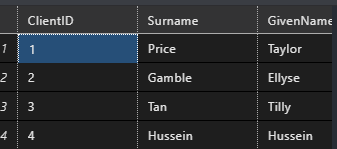 ClientID Surname GivenName
1 1 Price Taylor
2 2 Gamble Ellyse
3 3 Tan Tilly
4 4 Hussein Hussein